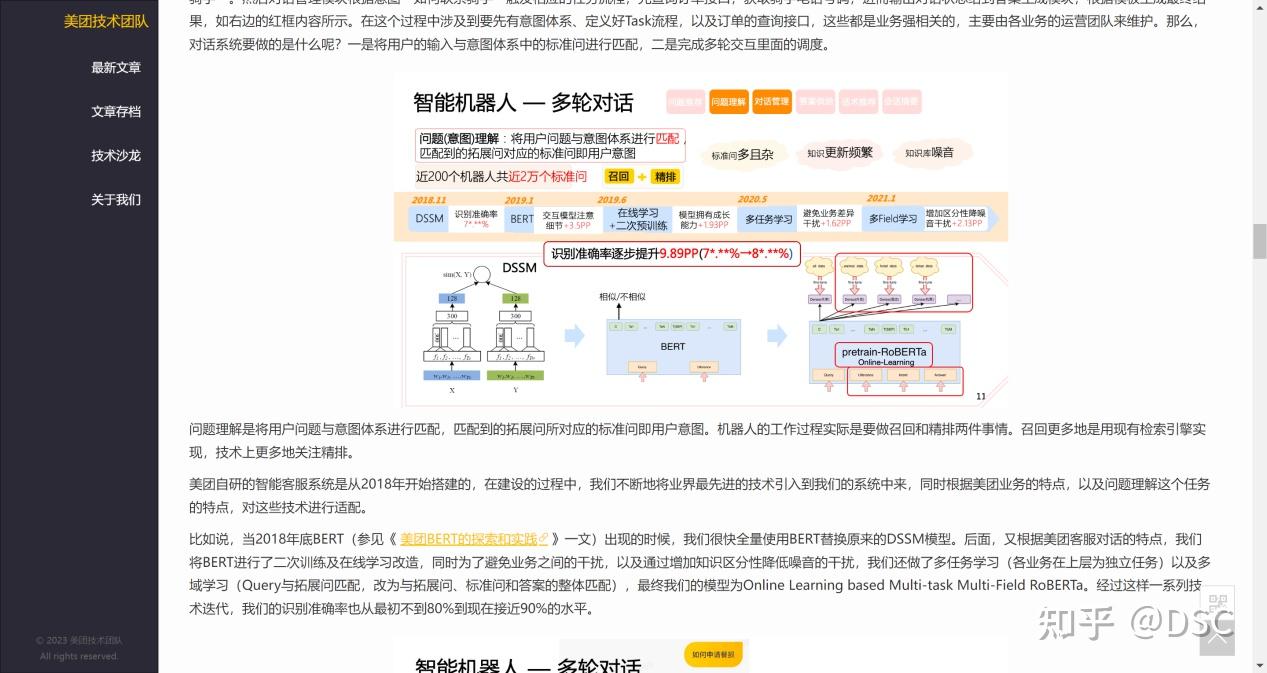 美团技术团队
最新文章
文章存档
技术沙龙
关于我们
© 2023 美团技术团队
All rights reserved.
果，如右边的红框内容所示。在这个过程中涉及到要先有意图体系、定义好Task流程，以及订单的查询接口，这些都是业务强相关的，主要由各业务的运营团队来维护。那么，
对话系统要做的是什么呢？一是将用户的输入与意图体系中的标准问进行匹配，二是完成多轮交互里面的调度。
智能机器人 — 多轮对话
问题推荐 问题理解 对话管理 答案供给 话术推荐 会话摘要
问题(意图)理解：将用户问题与意图体系进行匹配，
匹配到的拓展问对应的标准问即用户意图
标准问多且杂 知识更新频繁 知识库噪音
近200个机器人共近2万个标准问 召回 + 精排
2018.11 2019.1 2019.6 2020.5 2021.1
DSSM 识别准确率 7*.**% BERT 交互模型注意细节+3.5PP 在线学习+二次预训练 模型拥有成长能力+1.93PP 多任务学习 避免业务差异干扰+1.62PP 多Field学习 增加区分性降噪音干扰+2.13PP
识别准确率逐步提升9.89PP(7*.**%→8*.**%)
DSSM
sim(X, Y)
128 128
300 300
X Y
相似/不相似
BERT
pretrain-RoBERTa
Online-Learning
11
问题理解是将用户问题与意图体系进行匹配，匹配到的拓展问所对应的标准问即用户意图。机器人的工作过程实际是要做召回和精排两件事情。召回更多地是用现有检索引擎实
现，技术上更多地关注精排。
美团自研的智能客服系统是从2018年开始搭建的，在建设的过程中，我们不断地将业界最先进的技术引入到我们的系统中来，同时根据美团业务的特点，以及问题理解这个任务
的特点，对这些技术进行适配。
比如说，当2018年底BERT（参见《 美团BERT的探索和实践 》一文）出现的时候，我们很快全量使用BERT替换原来的DSSM模型。后面，又根据美团客服对话的特点，我们
将BERT进行了二次训练及在线学习改造，同时为了避免业务之间的干扰，以及通过增加知识区分性降低噪音的干扰，我们还做了多任务学习（各业务在上层为独立任务）以及多
域学习（Query与拓展问匹配，改为与拓展问、标准问和答案的整体匹配），最终我们的模型为Online Learning based Multi-task Multi-Field RoBERTa。经过这样一系列技
术迭代，我们的识别准确率也从最初不到80%到现在接近90%的水平。
智能机器人 — 多轮对话
如何申请餐损
知乎 @DSC